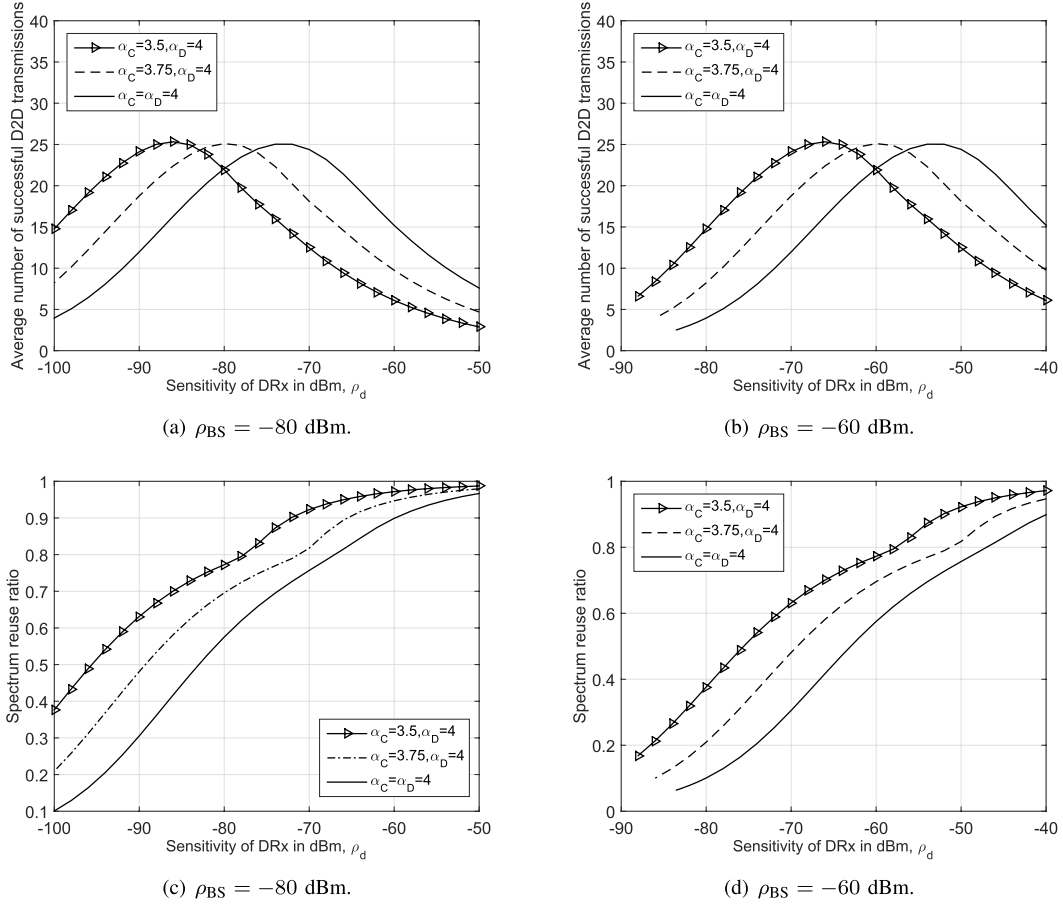 Average number of successful D2D transmissions
40
35
30
25
20
15
10
5
0
α_C=3.5,α_D=4
α_C=3.75,α_D=4
α_C=α_D=4
-100 -90 -80 -70 -60 -50
Sensitivity of DRx in dBm, ρ_d
(a) ρ_BS = −80 dBm.
Average number of successful D2D transmissions
40
35
30
25
20
15
10
5
0
α_C=3.5,α_D=4
α_C=3.75,α_D=4
α_C=α_D=4
-90 -80 -70 -60 -50 -40
Sensitivity of DRx in dBm, ρ_d
(b) ρ_BS = −60 dBm.
Spectrum reuse ratio
1
0.9
0.8
0.7
0.6
0.5
0.4
0.3
0.2
0.1
α_C=3.5,α_D=4
α_C=3.75,α_D=4
α_C=α_D=4
-100 -90 -80 -70 -60 -50
Sensitivity of DRx in dBm, ρ_d
(c) ρ_BS = −80 dBm.
Spectrum reuse ratio
1
0.8
0.6
0.4
0.2
0
α_C=3.5,α_D=4
α_C=3.75,α_D=4
α_C=α_D=4
-90 -80 -70 -60 -50 -40
Sensitivity of DRx in dBm, ρ_d
(d) ρ_BS = −60 dBm.